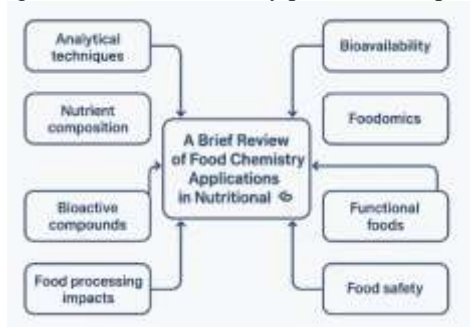 Analytical
techniques
Bioavailability
Nutrient
composition
Foodomics
A Brief Review
of Food Chemistry
Applications
in Nutritional
Bioactive
compounds
Functional
foods
Food processing
impacts
Food safety